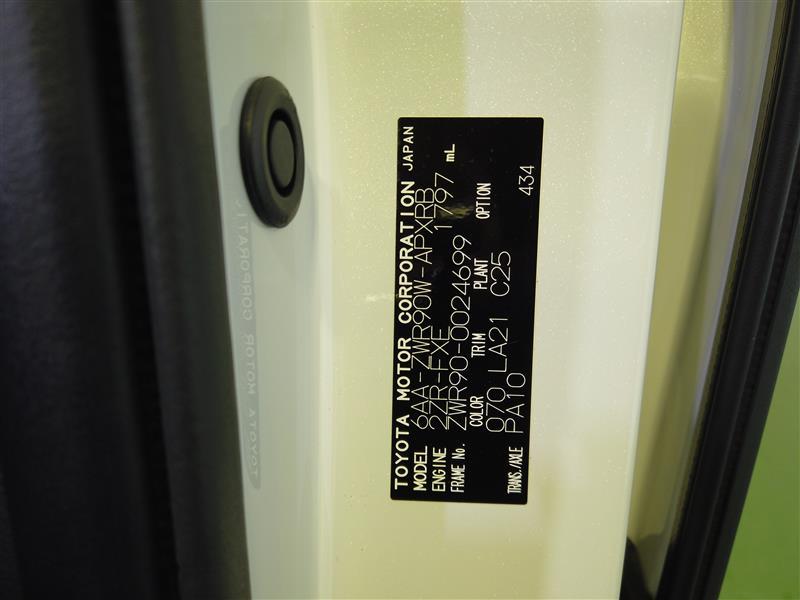 TOYOTA MOTOR CORPORATION JAPAN
MODEL 6AA-ZWR90W-APXRB
ENGINE 2ZR-FXE 1797 mL
FRAME No. ZWR90-0024699
COLOR TRIM PLANT OPTION
070 LA21 C25
TRANS./AXLE PA10 434